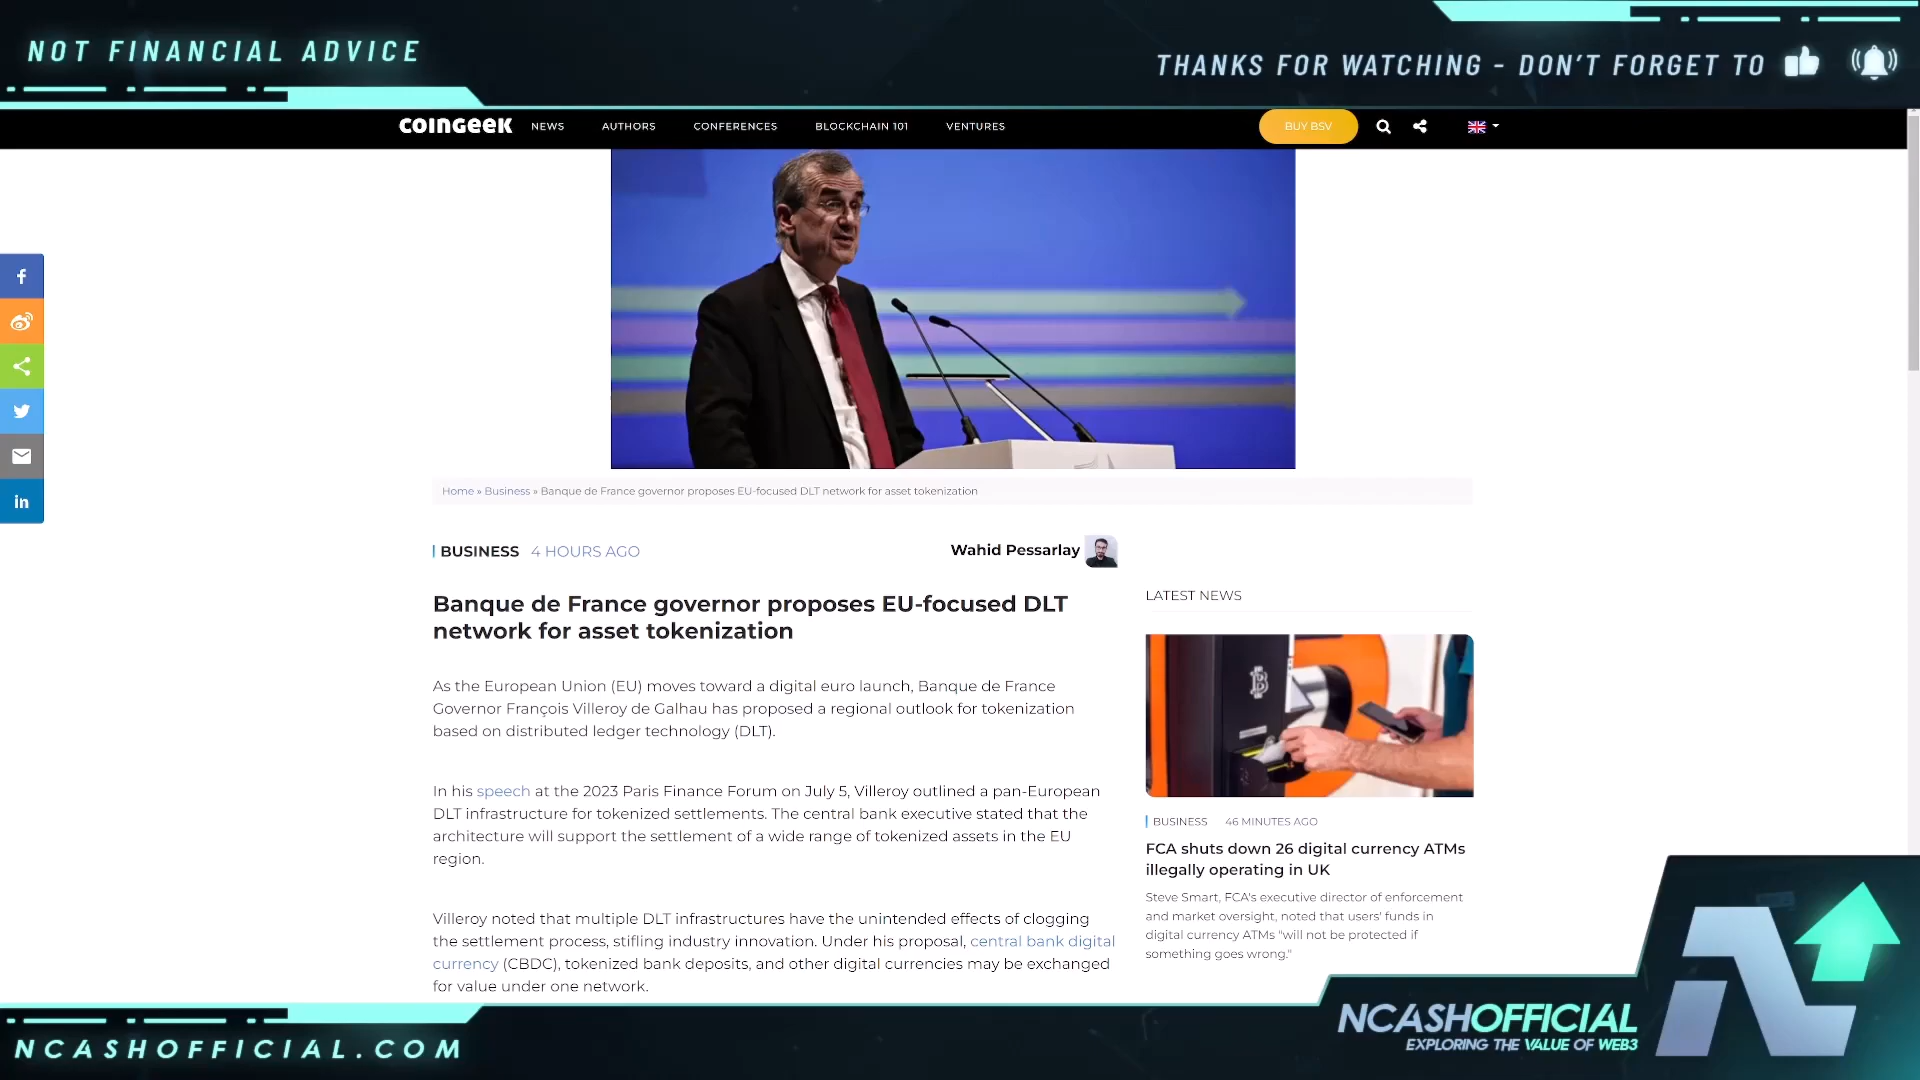 NOT FINANCIAL ADVICE
THANKS FOR WATCHING - DON'T FORGET TO
COINGEEK NEWS AUTHORS CONFERENCES BLOCKCHAIN 101 VENTURES BUY BSV
Home » Business » Banque de France governor proposes EU-focused DLT network for asset tokenization
BUSINESS 4 HOURS AGO Wahid Pessarlay
Banque de France governor proposes EU-focused DLT
network for asset tokenization
As the European Union (EU) moves toward a digital euro launch, Banque de France
Governor François Villeroy de Galhau has proposed a regional outlook for tokenization
based on distributed ledger technology (DLT).
In his speech at the 2023 Paris Finance Forum on July 5, Villeroy outlined a pan-European
DLT infrastructure for tokenized settlements. The central bank executive stated that the
architecture will support the settlement of a wide range of tokenized assets in the EU
region.
Villeroy noted that multiple DLT infrastructures have the unintended effects of clogging
the settlement process, stifling industry innovation. Under his proposal, central bank digital
currency (CBDC), tokenized bank deposits, and other digital currencies may be exchanged
for value under one network.
LATEST NEWS
BUSINESS 46 MINUTES AGO
FCA shuts down 26 digital currency ATMs
illegally operating in UK
Steve Smart, FCA's executive director of enforcement
and market oversight, noted that users' funds in
digital currency ATMs "will not be protected if
something goes wrong."
NCASHOFFICIAL.COM
NCASHOFFICIAL
EXPLORING THE VALUE OF WEB3